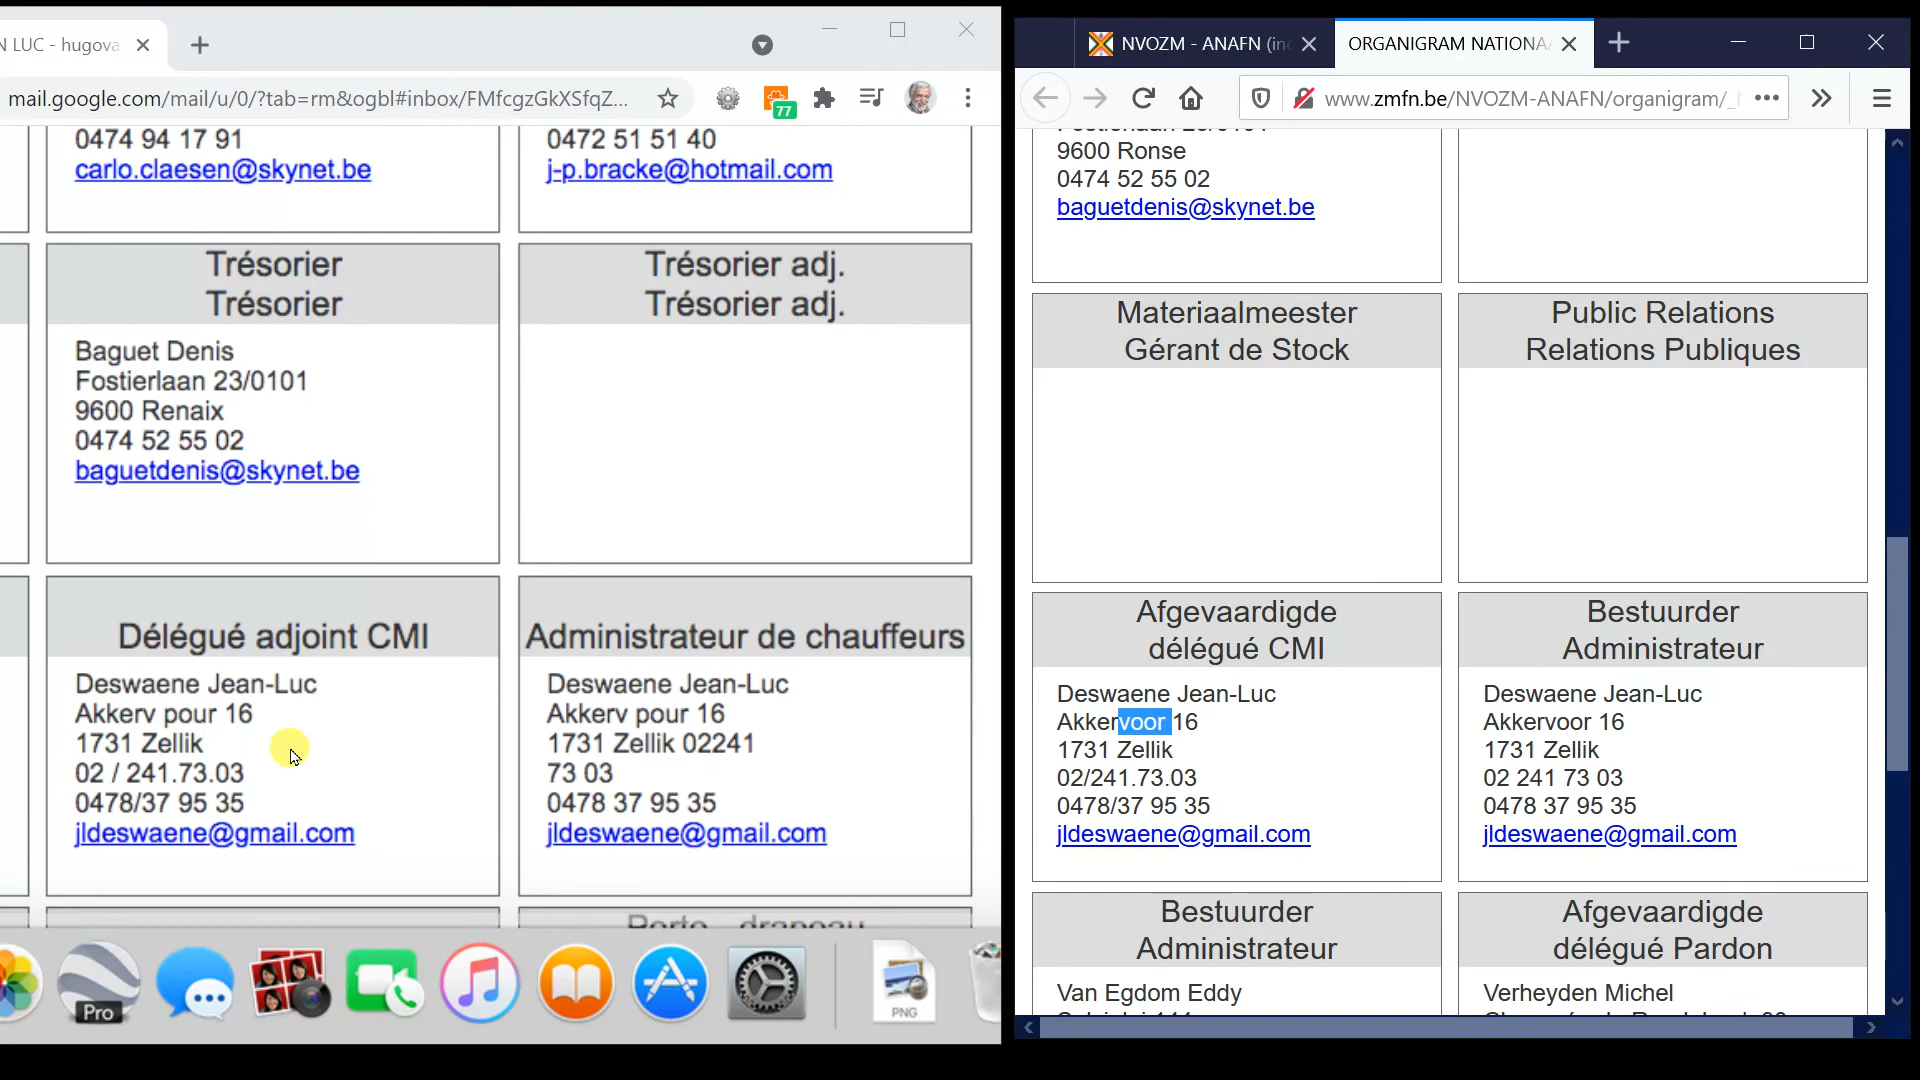 N LUC - hugova
mail.google.com/mail/u/0/?tab=rm&ogbl#inbox/FMfcgzGkXSfqZ...
77
0474 94 17 91
carlo.claesen@skynet.be
0472 51 51 40
j-p.bracke@hotmail.com
Trésorier
Trésorier
Baguet Denis
Fostierlaan 23/0101
9600 Renaix
0474 52 55 02
baguetdenis@skynet.be
Trésorier adj.
Trésorier adj.
Délégué adjoint CMI
Deswaene Jean-Luc
Akkerv pour 16
1731 Zellik
02 / 241.73.03
0478/37 95 35
jldeswaene@gmail.com
Administrateur de chauffeurs
Deswaene Jean-Luc
Akkerv pour 16
1731 Zellik 02241
73 03
0478 37 95 35
jldeswaene@gmail.com
Porte - drapeau
Pro
PNG
NVOZM - ANAFN (in
ORGANIGRAM NATIONA
www.zmfn.be/NVOZM-ANAFN/organigram/_
9600 Ronse
0474 52 55 02
baguetdenis@skynet.be
Materiaalmeester
Gérant de Stock
Public Relations
Relations Publiques
Afgevaardigde
délégué CMI
Deswaene Jean-Luc
Akkervoor 16
1731 Zellik
02/241.73.03
0478/37 95 35
jldeswaene@gmail.com
Bestuurder
Administrateur
Deswaene Jean-Luc
Akkervoor 16
1731 Zellik
02 241 73 03
0478 37 95 35
jldeswaene@gmail.com
Bestuurder
Administrateur
Van Egdom Eddy
Afgevaardigde
délégué Pardon
Verheyden Michel